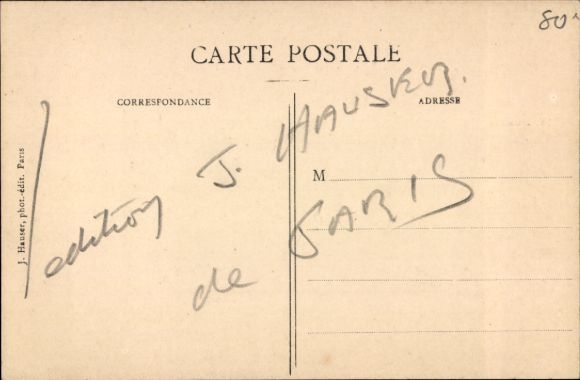 80
CARTE POSTALE
CORRESPONDANCE
ADRESSE
J. Hauser, phot.-édit. Paris
M
edition J. HAUSER.
de PARIS